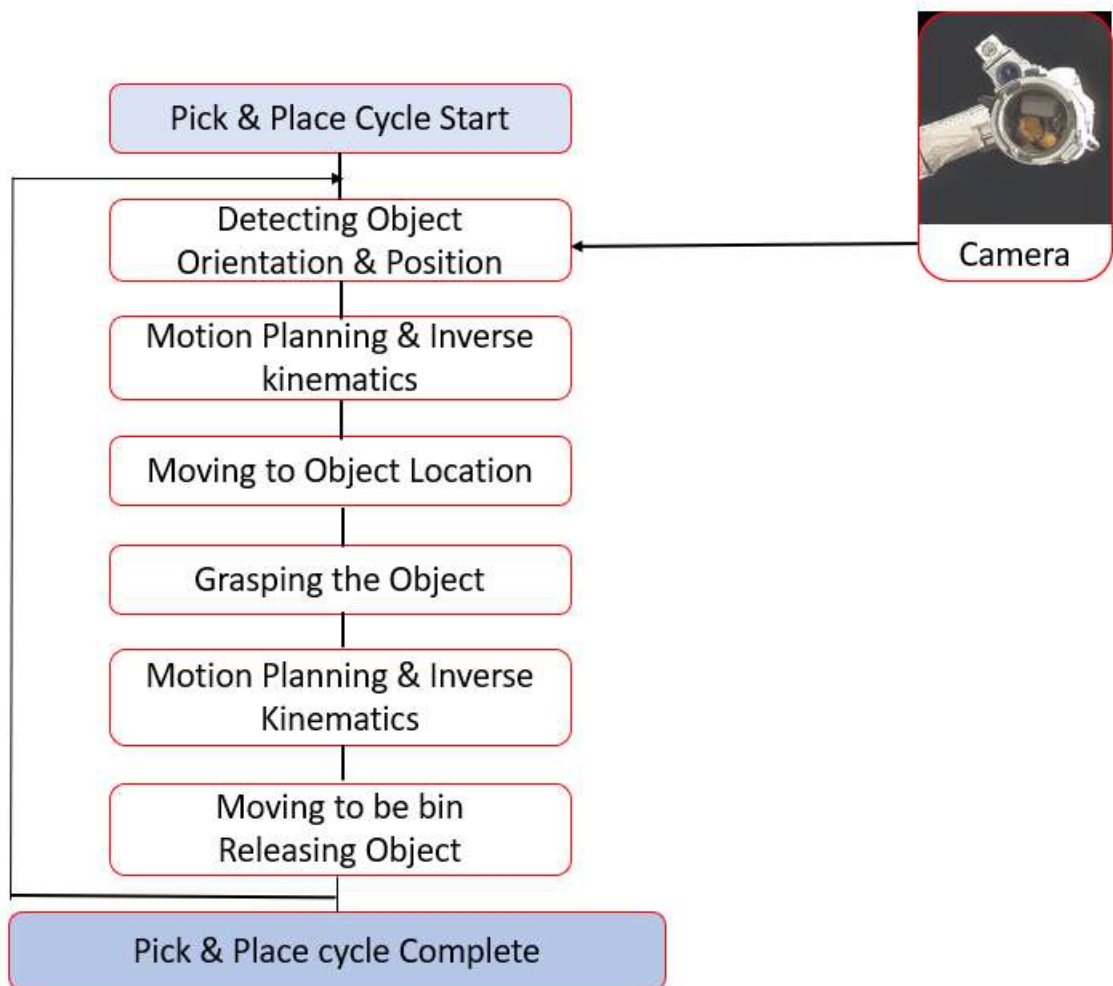 Pick & Place Cycle Start
Detecting Object
Orientation & Position
Camera
Motion Planning & Inverse
kinematics
Moving to Object Location
Grasping the Object
Motion Planning & Inverse
Kinematics
Moving to be bin
Releasing Object
Pick & Place cycle Complete